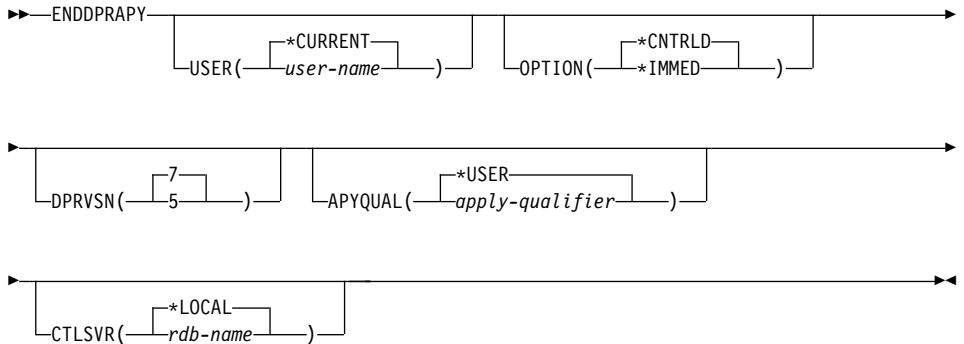 ENDDPRAPY
*CURRENT
USER( user-name )
*CNTRLD
OPTION( *IMMED )
7
DPRVSN( 5 )
*USER
APYQUAL( apply-qualifier )
*LOCAL
CTLSVR( rdb-name )